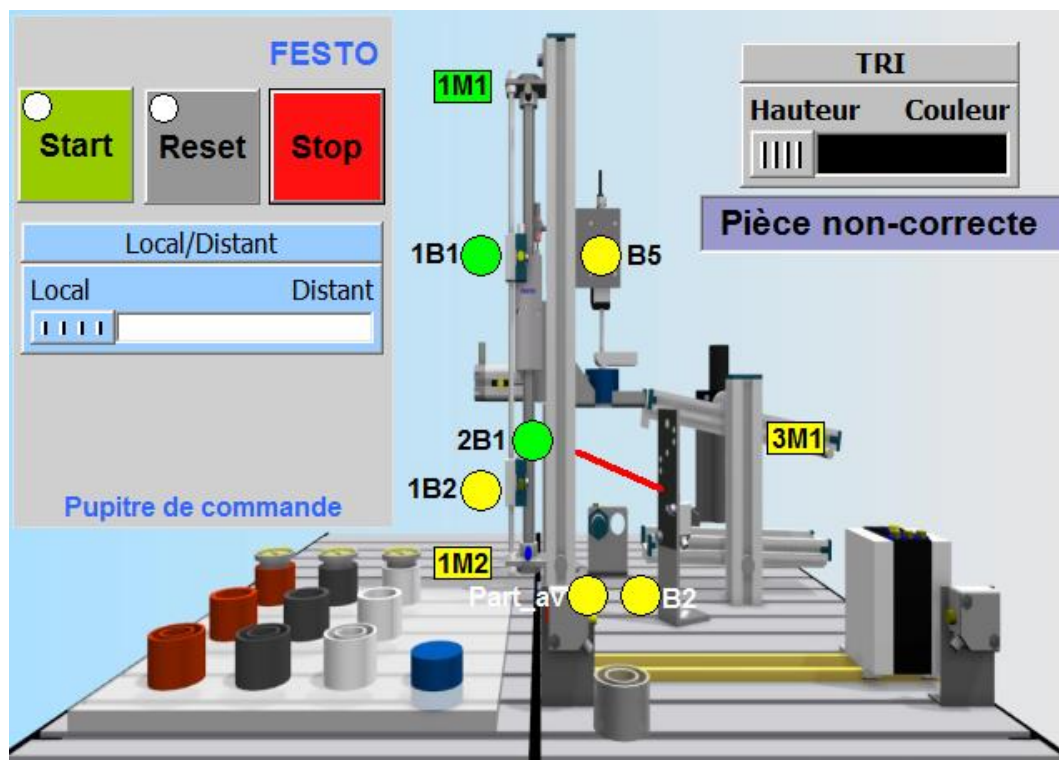 FESTO
Start
Reset
Stop
Local/Distant
Local Distant
Pupitre de commande
1M1
1B1
B5
2B1
1B2
3M1
1M2
Part_aV
B2
TRI
Hauteur Couleur
Pièce non-correcte